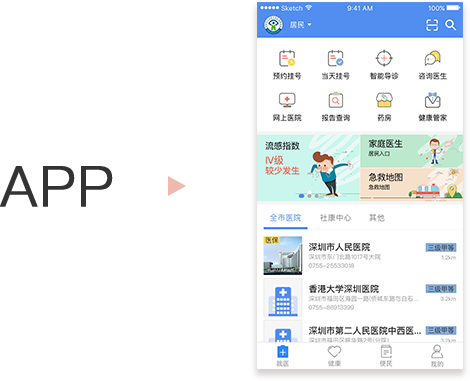 APP
Sketch
9:41 AM
100%
居民
预约挂号
当天挂号
智能导诊
咨询医生
网上医院
报告查询
药房
健康管家
流感指数
Ⅳ级
较少发生
家庭医生
居民入口
急救地图
急救地图
全市医院
社康中心
其他
医保
深圳市人民医院
三级甲等
深圳市东门北路1017号大院
1.2km
0755-25533018
香港大学深圳医院
三级甲等
深圳市福田区海园一路(侨城东路与白石...
3.2km
0755-86913399
深圳市第二人民医院中西医...
三级甲等
深圳市福田区振华路2号(分院)
3.2km
就医
健康
便民
我的